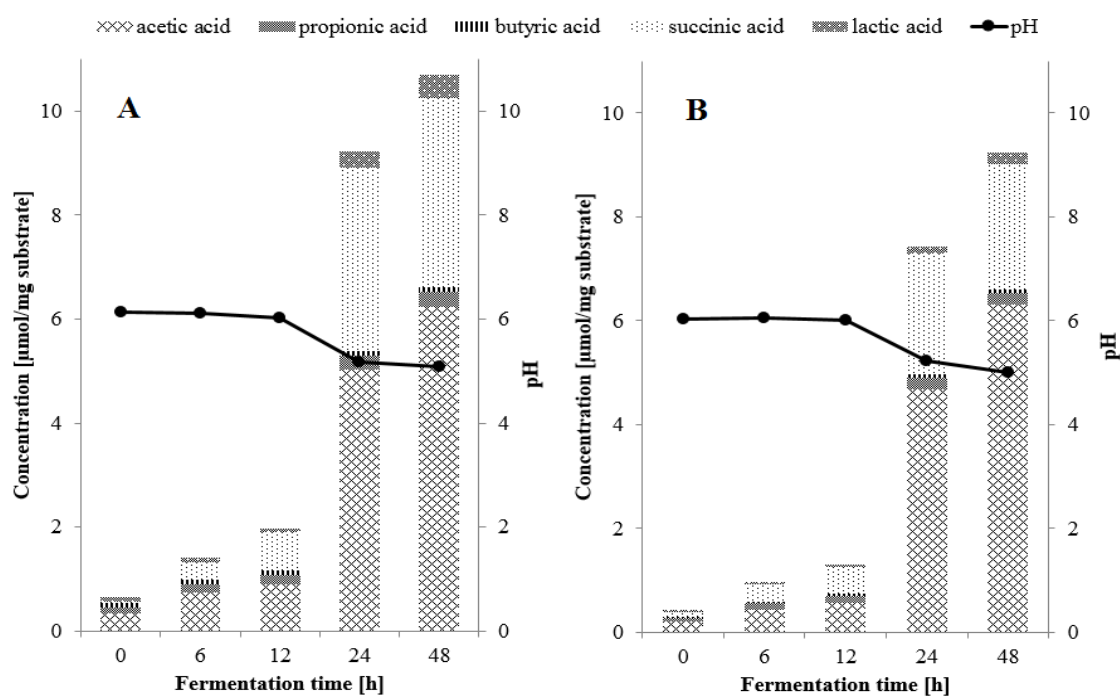 acetic acid propionic acid butyric acid succinic acid lactic acid pH
A
10
8
6
4
2
0
Concentration [µmol/mg substrate]
10
8
6
4
2
0
pH
0 6 12 24 48
Fermentation time [h]
B
10
8
6
4
2
0
Concentration [µmol/mg substrate]
10
8
6
4
2
0
pH
0 6 12 24 48
Fermentation time [h]